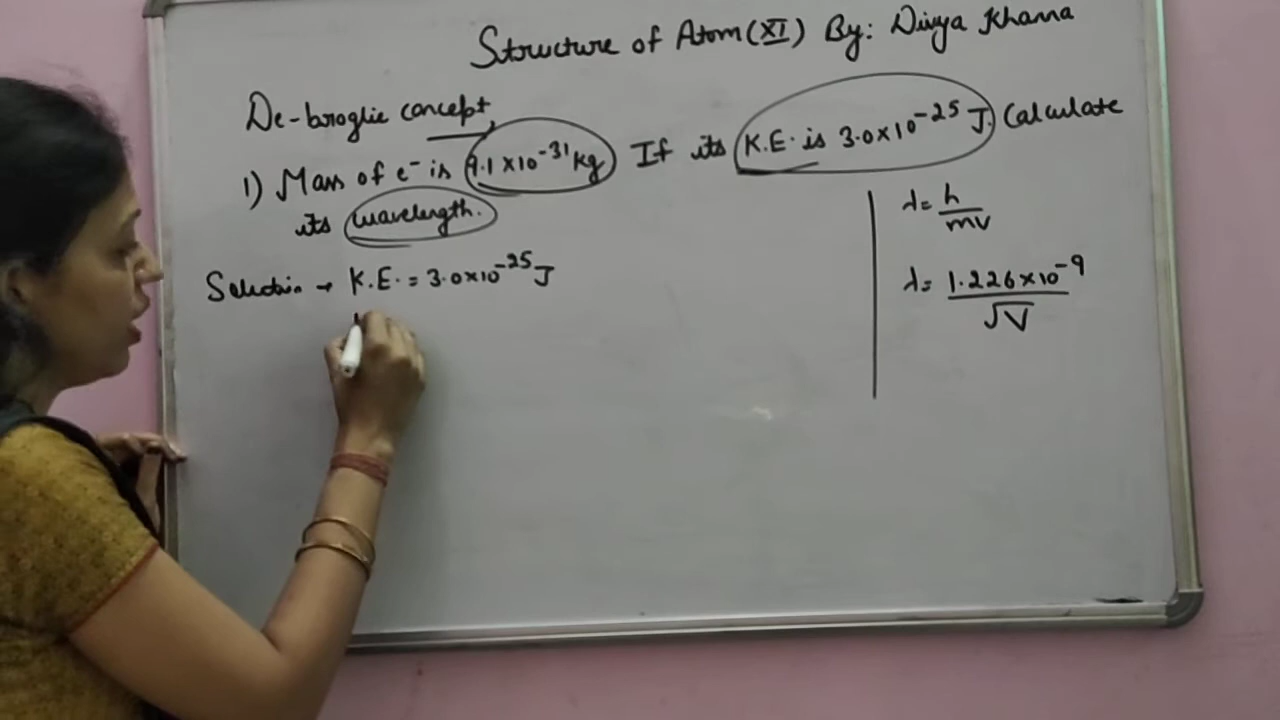 Structure of Atom (XI) By: Divya Khanna
De-broglie concept,
1) Mass of e⁻ is 9.1 x 10⁻³¹ kg If its K.E. is 3.0 x 10⁻²⁵ J. Calculate
its wavelength.
Solution → K.E. = 3.0 x 10⁻²⁵ J
λ = h/mv
λ = 1.226 x 10⁻⁹/√V